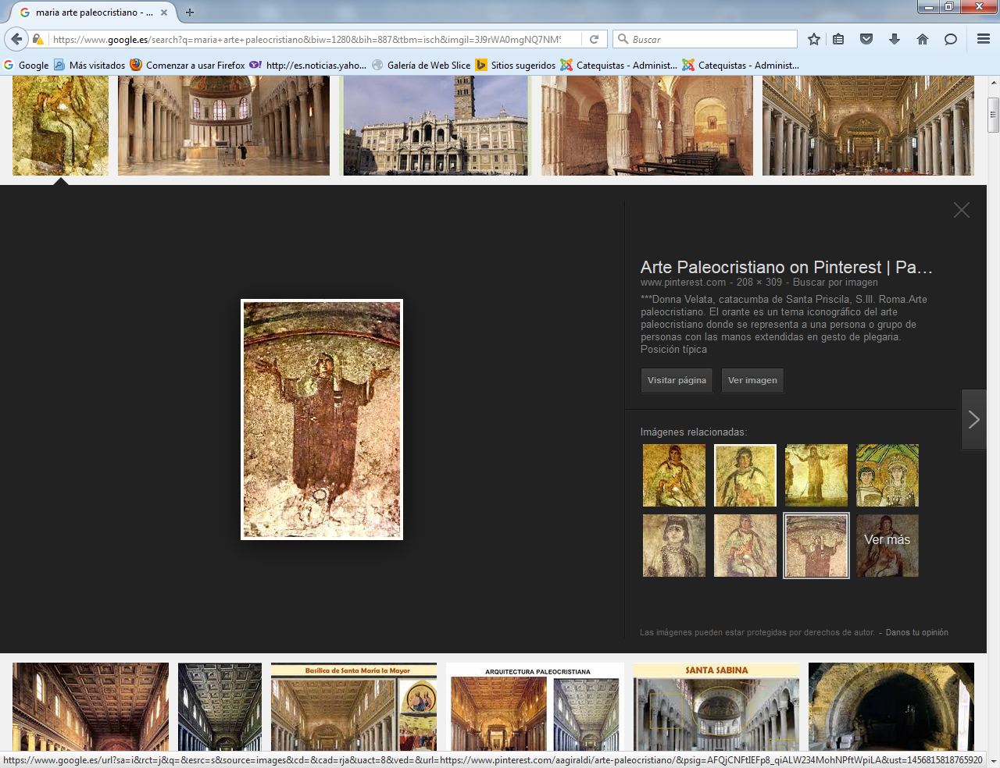 maria arte paleocristiano - ...
https://www.google.es/search?q=maria+arte+paleocristiano&biw=1280&bih=887&tbm=isch&imgil=3J9rWA0mgNQ7NM
Buscar
Google
Más visitados
Comenzar a usar Firefox
http://es.noticias.yaho...
Galería de Web Slice
Sitios sugeridos
Catequistas - Administ...
Catequistas - Administ...
Arte Paleocristiano on Pinterest | Pa...
www.pinterest.com - 208 × 309 - Buscar por imagen
***Donna Velata, catacumba de Santa Priscila, S.III. Roma.Arte
paleocristiano. El orante es un tema iconográfico del arte
paleocristiano donde se representa a una persona o grupo de
personas con las manos extendidas en gesto de plegaria.
Posición típica
Visitar página
Ver imagen
Imágenes relacionadas:
Ver más
Las imágenes pueden estar protegidas por derechos de autor. - Danos tu opinión
Basílica de Santa María la Mayor
ARQUITECTURA PALEOCRISTIANA
SANTA SABINA
https://www.google.es/url?sa=i&rct=j&q=&esrc=s&source=images&cd=&cad=rja&uact=8&ved=&url=https://www.pinterest.com/aagiraldi/arte-paleocristiano/&psig=AFQjCNFtIEFp8_qiALW234MohNPftWpiLA&ust=1456815818765920